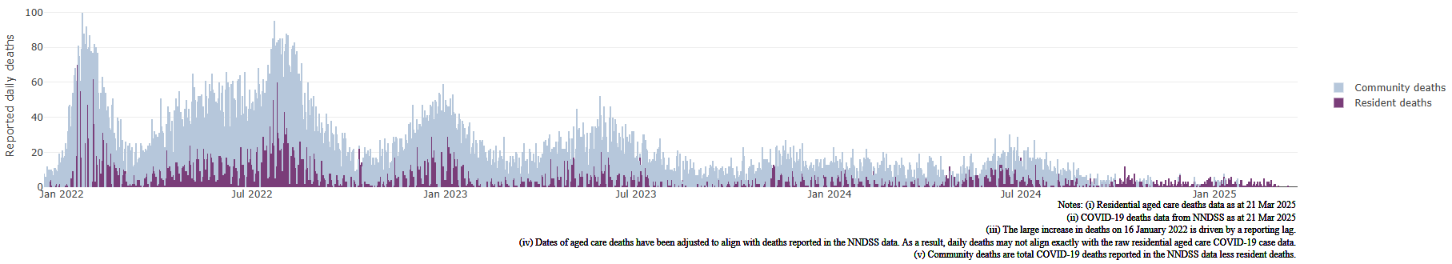 Reported daily deaths
100
80
60
40
20
0
Jan 2022 Jul 2022 Jan 2023 Jul 2023 Jan 2024 Jul 2024 Jan 2025
Community deaths
Resident deaths
Notes: (i) Residential aged care deaths data as at 21 Mar 2025
(ii) COVID-19 deaths data from NNDSS as at 21 Mar 2025
(iii) The large increase in deaths on 16 January 2022 is driven by a reporting lag.
(iv) Dates of aged care deaths have been adjusted to align with deaths reported in the NNDSS data. As a result, daily deaths may not align exactly with the raw residential aged care COVID-19 case data.
(v) Community deaths are total COVID-19 deaths reported in the NNDSS data less resident deaths.